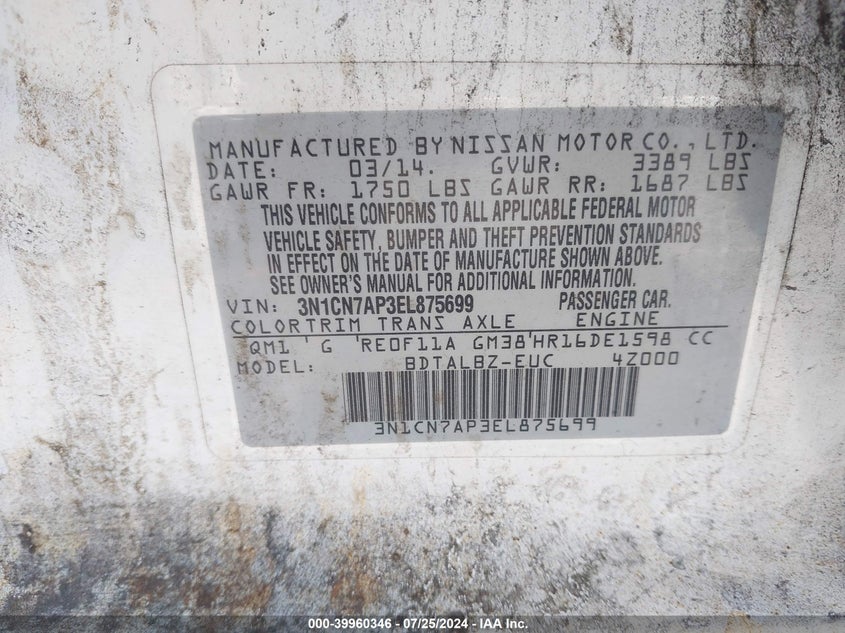 MANUFACTURED BY NISSAN MOTOR CO., LTD.
DATE: 03/14. GVWR: 3389 LBS
GAWR FR: 1750 LBS GAWR RR: 1687 LBS
THIS VEHICLE CONFORMS TO ALL APPLICABLE FEDERAL MOTOR
VEHICLE SAFETY, BUMPER AND THEFT PREVENTION STANDARDS
IN EFFECT ON THE DATE OF MANUFACTURE SHOWN ABOVE.
SEE OWNER'S MANUAL FOR ADDITIONAL INFORMATION.
VIN: 3N1CN7AP3EL875699 PASSENGER CAR.
COLORTRIM TRANS AXLE ENGINE
QM1 ' G 'RE0F11A GM38'HR16DE1598 CC
MODEL: BDTALBZ-EUC 4Z000
3N1CN7AP3EL875699
000-39960346 / 07/25/2024 / IAA Inc.